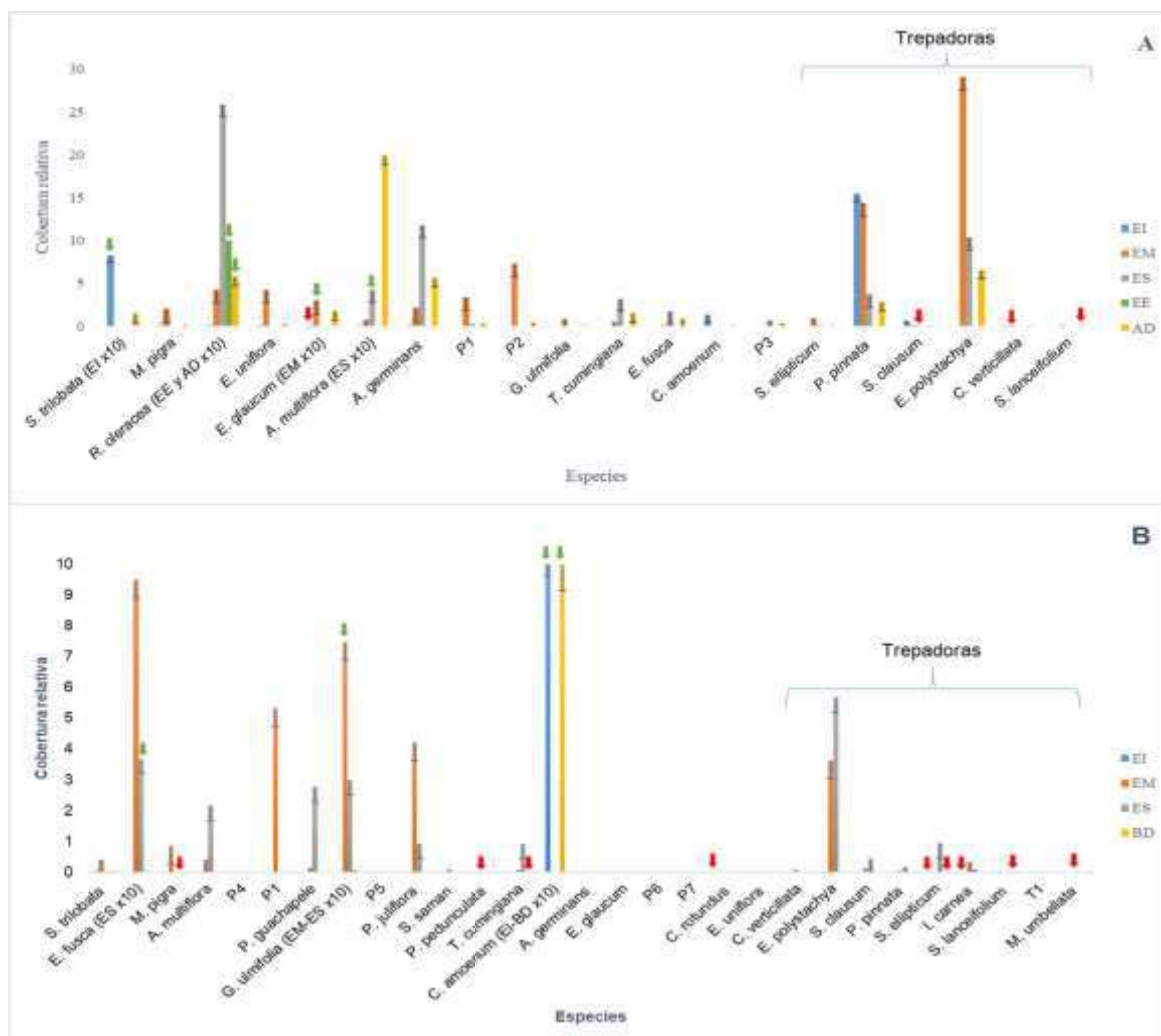 A
Trepadoras
30
25
20
15
10
5
0
Cobertura relativa
EI
EM
ES
EE
AD
S. trilobata (EI x10)
M. pigra
R. oleracea (EE y AD x10)
E. uniflora
E. glaucum (EM x10)
A. multiflora (ES x10)
A. germinans
P1
P2
G. ulmifolia
T. cumingiana
E. fusca
C. amoenum
P3
S. ellipticum
P. pinnata
S. clausum
E. polystachya
C. verticillata
S. lanceifolium
Especies
B
Trepadoras
10
9
8
7
6
5
4
3
2
1
0
Cobertura relativa
EI
EM
ES
BD
S. trilobata
E. fusca (ES x10)
M. pigra
A. multiflora
P4
P1
P. guachapele
G. ulmifolia (EM-ES x10)
P5
P. juliflora
S. saman
P. pedunculata
T. cumingiana
C. amoenum (EI-BD x10)
A. germinans
E. glaucum
P6
P7
C. rotundus
E. uniflora
C. verticillata
E. polystachya
S. clausum
P. pinnata
S. ellipticum
I. carnea
S. lanceifolium
T1
M. umbellata
Especies